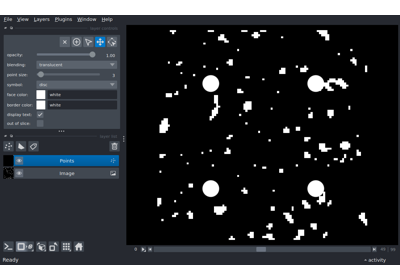 File View Layers Plugins Window Help
opacity: 1.00
blending: translucent
point size:
symbol:
face color: white
border color: white
display text:
out of slice:
Points
Image
Ready
activity